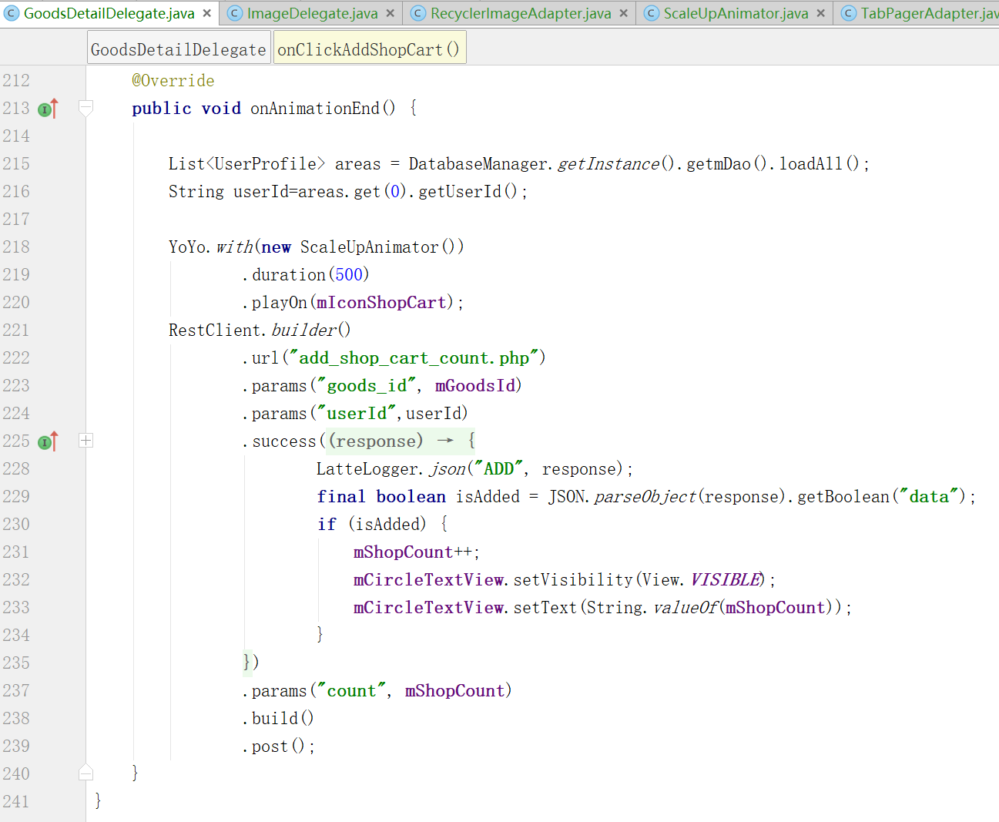 GoodsDetailDelegate.java × ImageDelegate.java × RecyclerImageAdapter.java × ScaleUpAnimator.java × TabPagerAdapter.jav
GoodsDetailDelegate onClickAddShopCart()
212 @Override
213 public void onAnimationEnd() {
214
215 List<UserProfile> areas = DatabaseManager.getInstance().getmDao().loadAll();
216 String userId=areas.get(0).getUserId();
217
218 YoYo.with(new ScaleUpAnimator())
219 .duration(500)
220 .playOn(mIconShopCart);
221 RestClient.builder()
222 .url("add_shop_cart_count.php")
223 .params("goods_id", mGoodsId)
224 .params("userId",userId)
225 .success((response) → {
228 LatteLogger.json("ADD", response);
229 final boolean isAdded = JSON.parseObject(response).getBoolean("data");
230 if (isAdded) {
231 mShopCount++;
232 mCircleTextView.setVisibility(View.VISIBLE);
233 mCircleTextView.setText(String.valueOf(mShopCount));
234 }
235 })
237 .params("count", mShopCount)
238 .build()
239 .post();
240 }
241 }